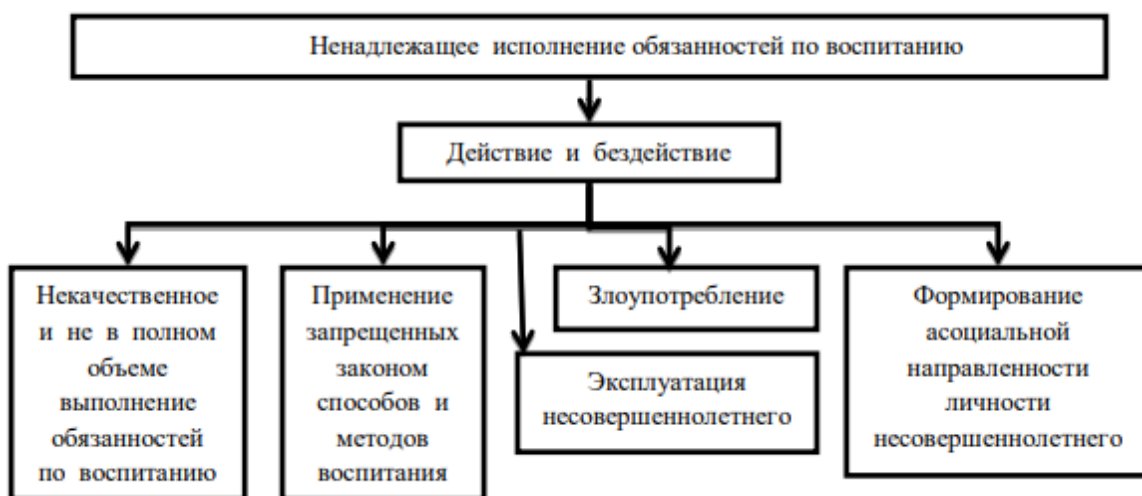 Ненадлежащее исполнение обязанностей по воспитанию
Действие и бездействие
Некачественное
и не в полном
объеме
выполнение
обязанностей
по воспитанию
Применение
запрещенных
законом
способов и
методов
воспитания
Злоупотребление
Эксплуатация
несовершеннолетнего
Формирование
асоциальной
направленности
личности
несовершеннолетнего